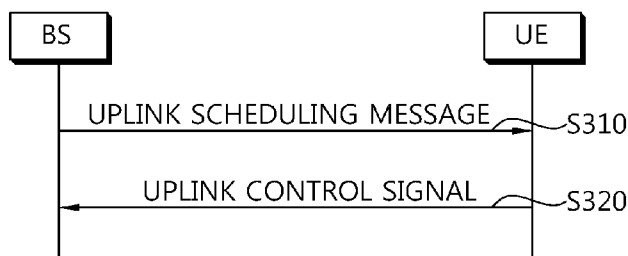 BS
UE
UPLINK SCHEDULING MESSAGE
S310
UPLINK CONTROL SIGNAL
S320